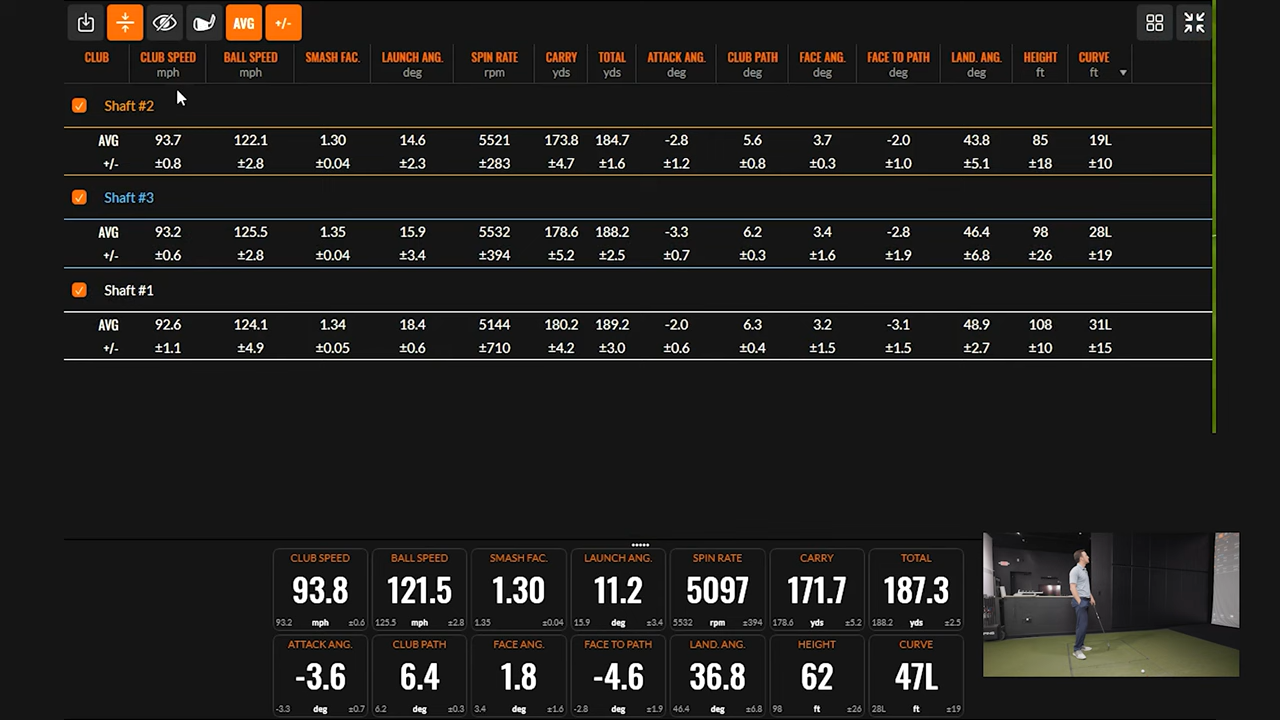 AVG +/-
CLUB CLUB SPEED BALL SPEED SMASH FAC. LAUNCH ANG. SPIN RATE CARRY TOTAL ATTACK ANG. CLUB PATH FACE ANG. FACE TO PATH LAND. ANG. HEIGHT CURVE
mph mph deg rpm yds yds deg deg deg deg deg ft ft
Shaft #2
AVG 93.7 122.1 1.30 14.6 5521 173.8 184.7 -2.8 5.6 3.7 -2.0 43.8 85 19L
+/- ±0.8 ±2.8 ±0.04 ±2.3 ±283 ±4.7 ±1.6 ±1.2 ±0.8 ±0.3 ±1.0 ±5.1 ±18 ±10
Shaft #3
AVG 93.2 125.5 1.35 15.9 5532 178.6 188.2 -3.3 6.2 3.4 -2.8 46.4 98 28L
+/- ±0.6 ±2.8 ±0.04 ±3.4 ±394 ±5.2 ±2.5 ±0.7 ±0.3 ±1.6 ±1.9 ±6.8 ±26 ±19
Shaft #1
AVG 92.6 124.1 1.34 18.4 5144 180.2 189.2 -2.0 6.3 3.2 -3.1 48.9 108 31L
+/- ±1.1 ±4.9 ±0.05 ±0.6 ±710 ±4.2 ±3.0 ±0.6 ±0.4 ±1.5 ±1.5 ±2.7 ±10 ±15
CLUB SPEED BALL SPEED SMASH FAC. LAUNCH ANG. SPIN RATE CARRY TOTAL
93.8 121.5 1.30 11.2 5097 171.7 187.3
93.2 mph ±0.6 125.5 mph ±2.8 1.35 ±0.04 15.9 deg ±3.4 5532 rpm ±394 178.6 yds ±5.2 188.2 yds ±2.5
ATTACK ANG. CLUB PATH FACE ANG. FACE TO PATH LAND. ANG. HEIGHT CURVE
-3.6 6.4 1.8 -4.6 36.8 62 47L
-3.3 deg ±0.7 6.2 deg ±0.3 3.4 deg ±1.6 -2.8 deg ±1.9 46.4 deg ±6.8 98 ft ±26 28L ft ±19